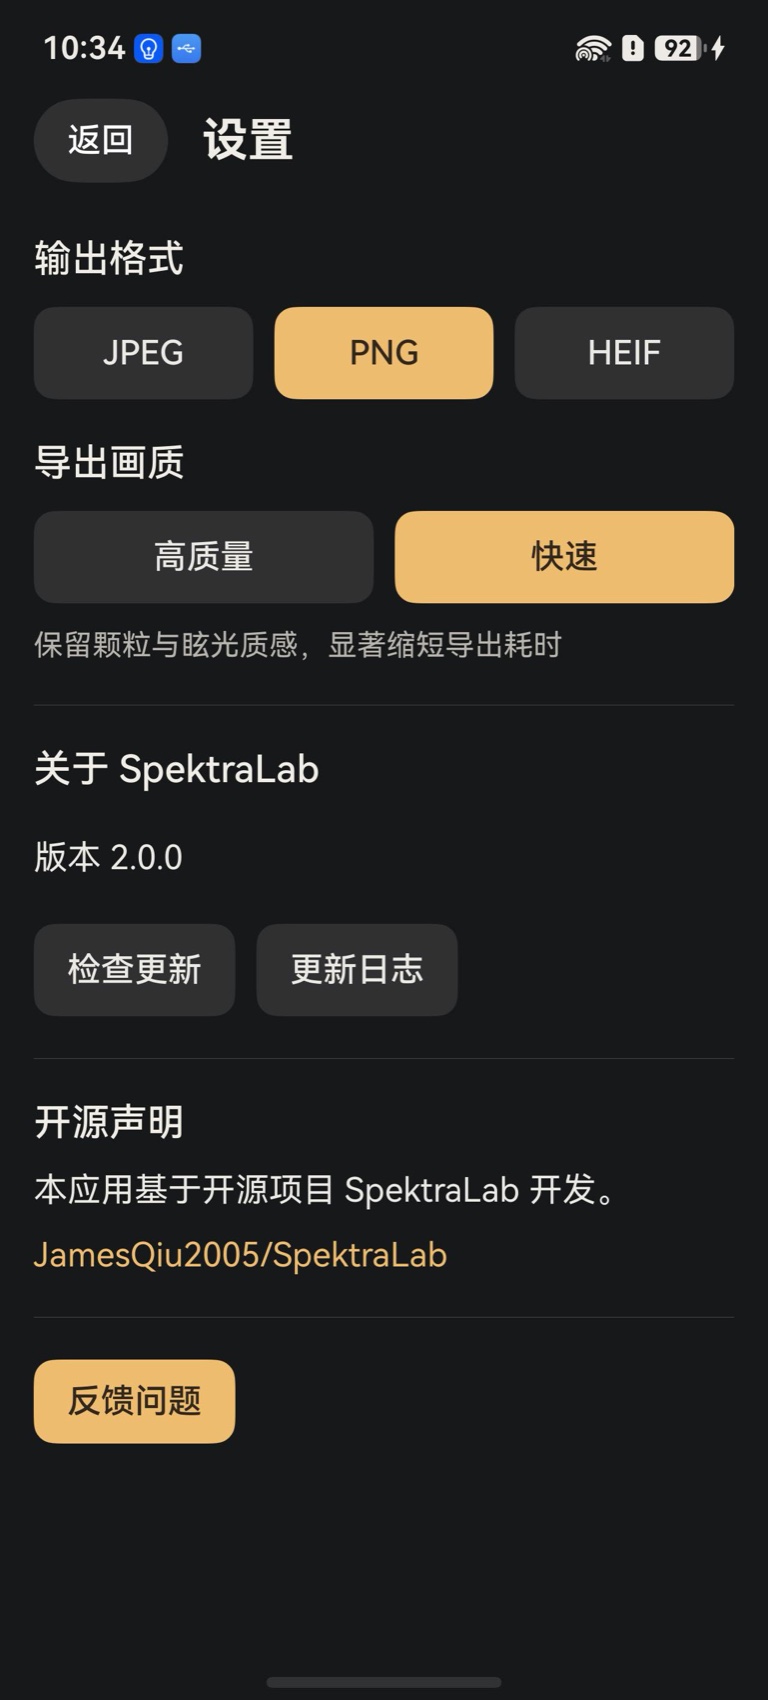 10:34 92
返回 设置
输出格式
JPEG PNG HEIF
导出画质
高质量 快速
保留颗粒与眩光质感，显著缩短导出耗时
关于 SpektraLab
版本 2.0.0
检查更新 更新日志
开源声明
本应用基于开源项目 SpektraLab 开发。
JamesQiu2005/SpektraLab
反馈问题